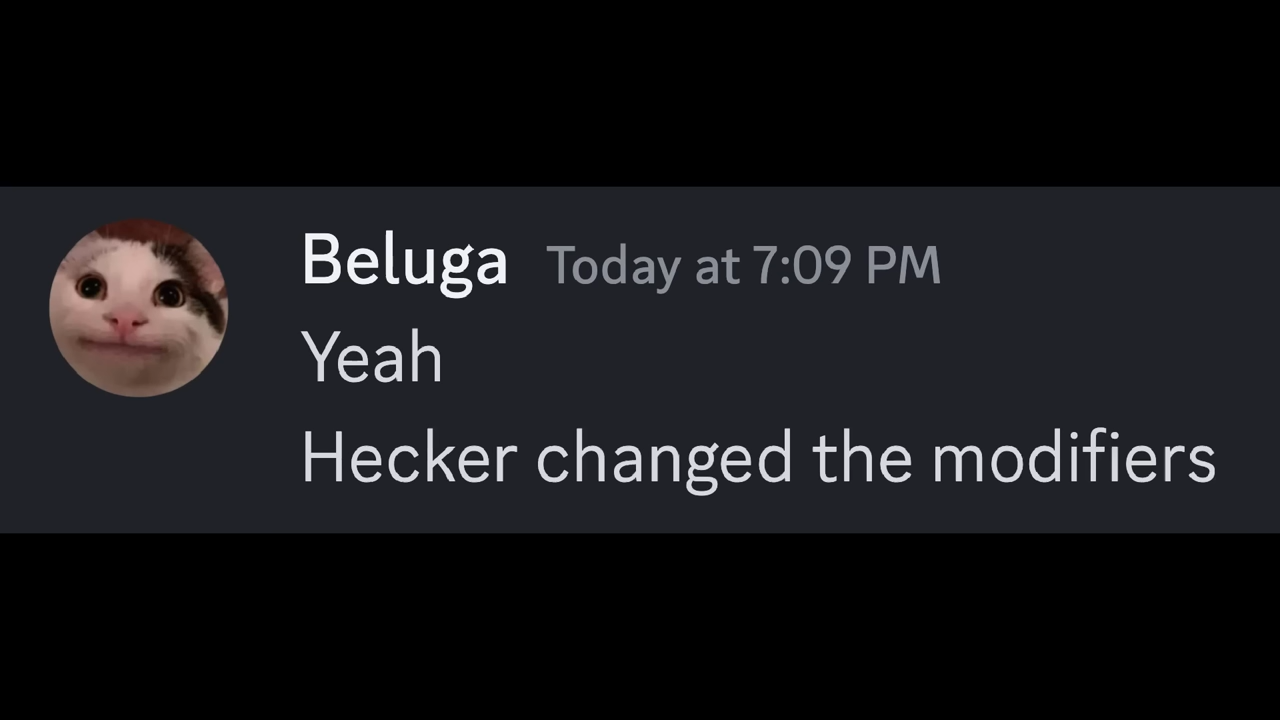 Beluga Today at 7:09 PM
Yeah
Hecker changed the modifiers